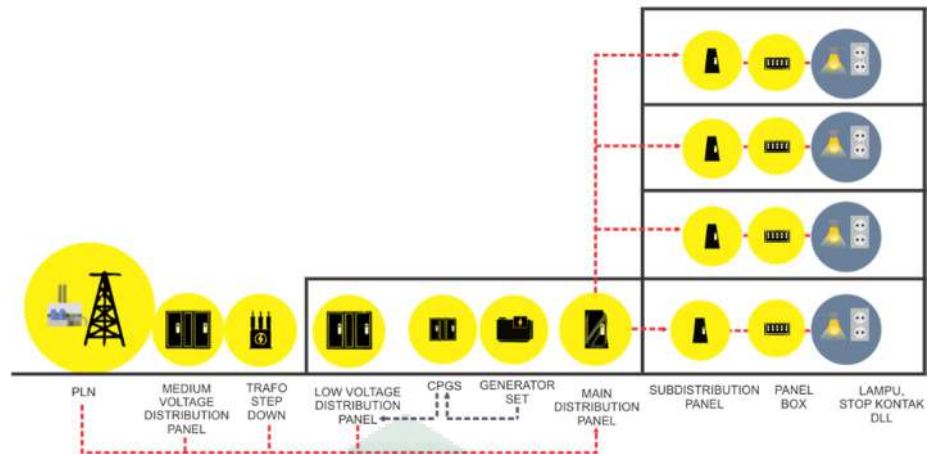 PLN
MEDIUM
VOLTAGE
DISTRIBUTION
PANEL
TRAFO
STEP
DOWN
LOW VOLTAGE
DISTRIBUTION
PANEL
CPGS
GENERATOR
SET
MAIN
DISTRIBUTION
PANEL
SUBDISTRIBUTION
PANEL
PANEL
BOX
LAMPU,
STOP KONTAK
DLL